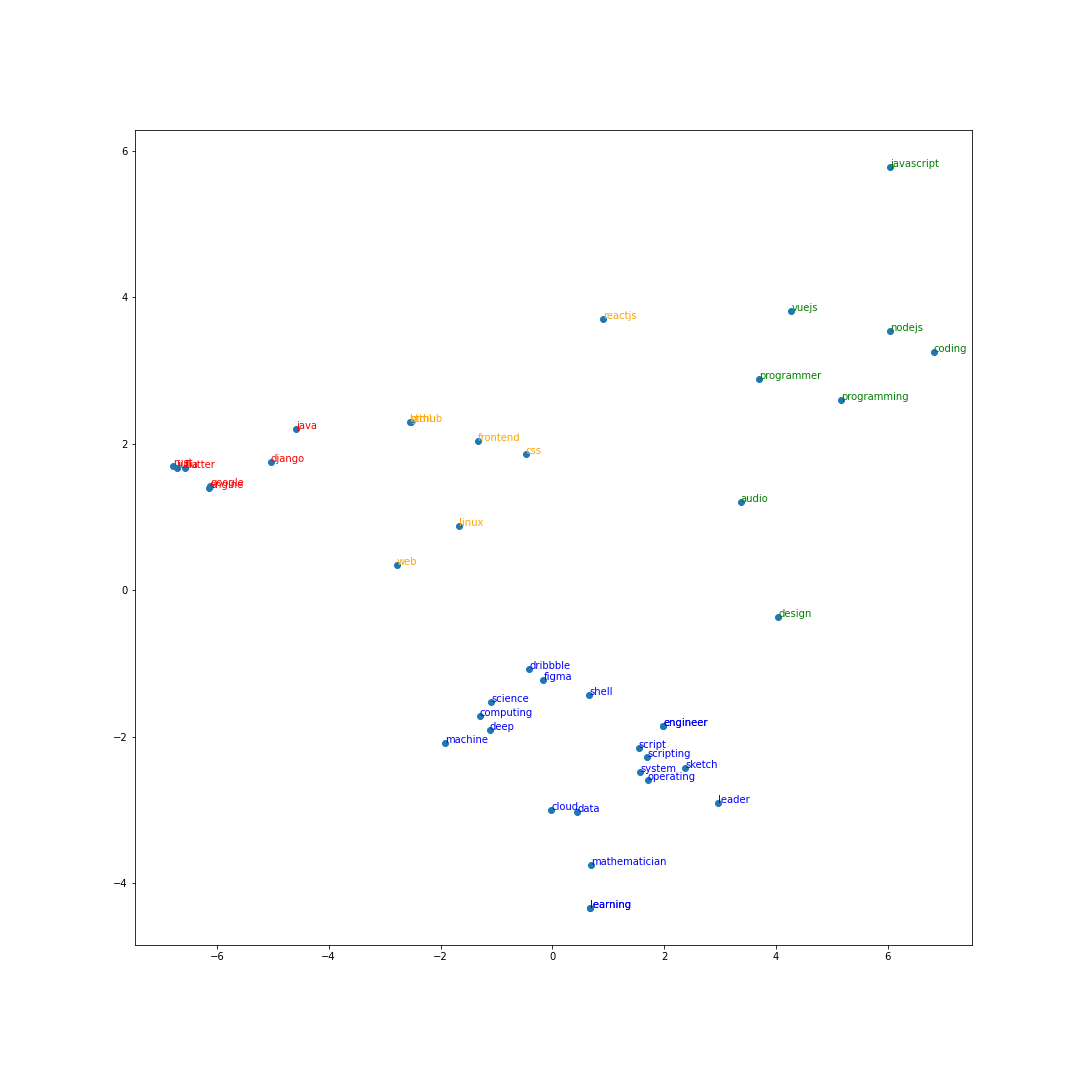 6
javascript
4
vuejs
reactjs
nodejs
coding
programmer
programming
java
frontend
css
2
django
google
audio
linux
web
0
design
dribbble
figma
shell
science
computing
engineer
deep
−2
machine
script
scripting
sketch
system
operating
leader
cloud
data
mathematician
−4
learning
−6
−4
−2
0
2
4
6